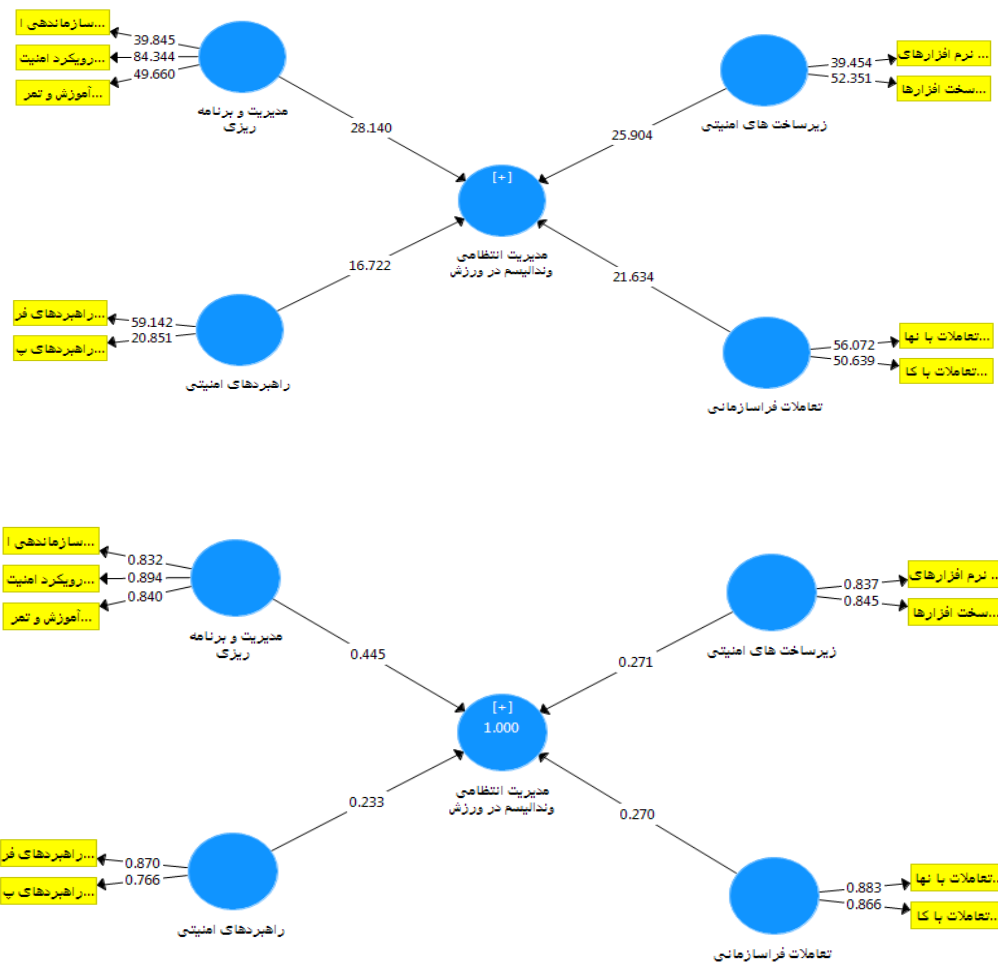 سازماندهی ا...
رویکرد امنیت...
آموزش و تمر...
39.845
84.344
49.660
مدیریت و برنامه
ریزی
28.140
نرم افزارهای ...
سخت افزارها...
39.454
52.351
زیرساخت های امنیتی
25.904
[+]
مدیریت انتظامی
وندالیسم در ورزش
16.722
21.634
راهبردهای فر...
راهبردهای پ...
59.142
20.851
راهبردهای امنیتی
تعاملات با نها...
تعاملات با کا...
56.072
50.639
تعاملات فراسازمانی
سازماندهی ا...
رویکرد امنیت...
آموزش و تمر...
0.832
0.894
0.840
مدیریت و برنامه
ریزی
0.445
نرم افزارهای ...
سخت افزارها...
0.837
0.845
زیرساخت های امنیتی
0.271
[+]
1.000
مدیریت انتظامی
وندالیسم در ورزش
0.233
0.270
راهبردهای فر...
راهبردهای پ...
0.870
0.766
راهبردهای امنیتی
تعاملات با نها...
تعاملات با کا...
0.883
0.866
تعاملات فراسازمانی